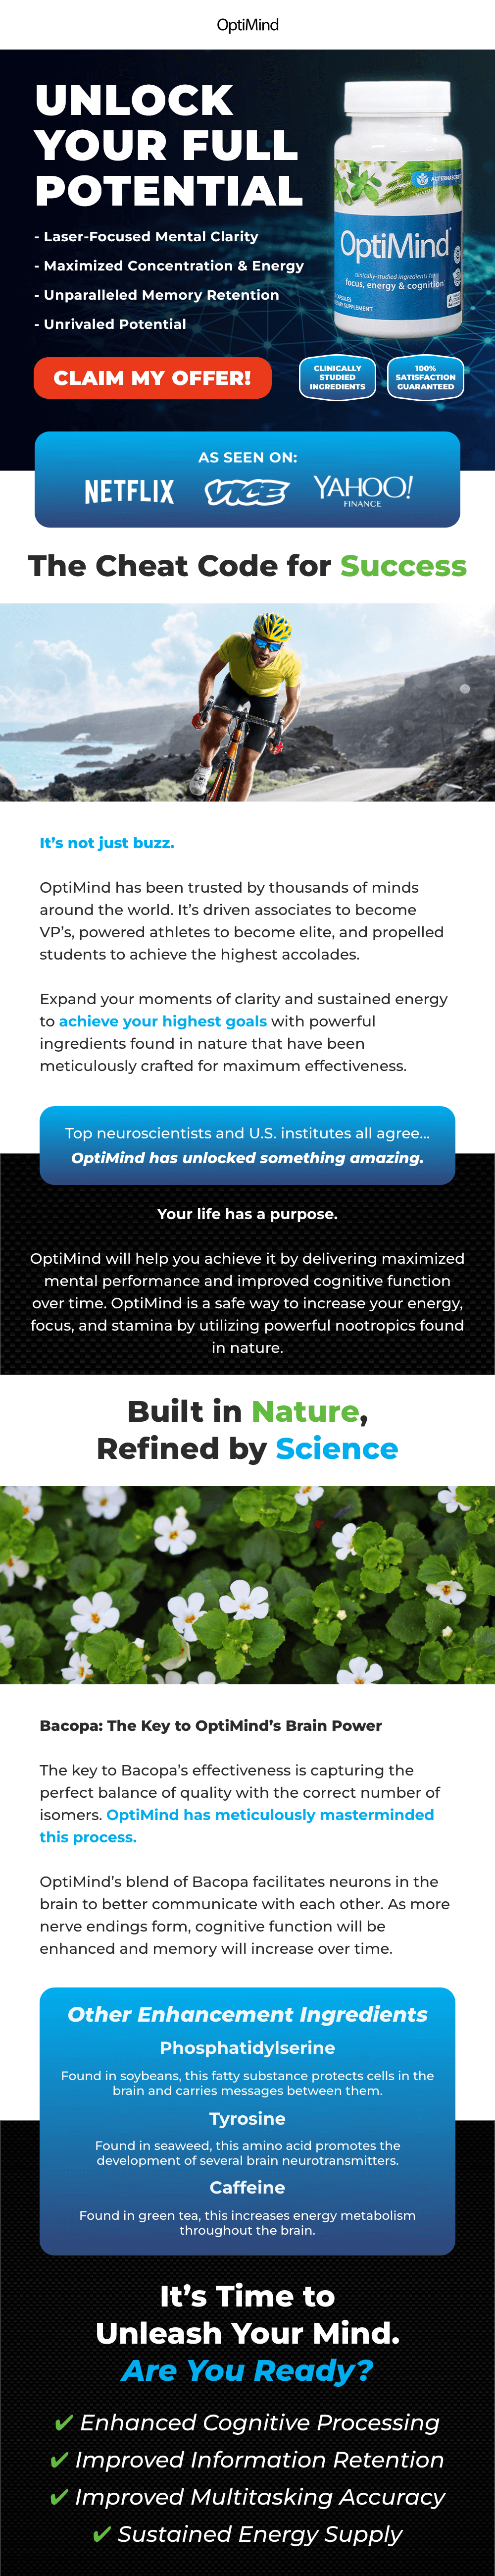 OptiMind
UNLOCK
YOUR FULL
POTENTIAL
- Laser-Focused Mental Clarity
- Maximized Concentration & Energy
- Unparalleled Memory Retention
- Unrivaled Potential
CLAIM MY OFFER!
OptiMind
clinically-studied ingredients for
focus, energy & cognition
CLINICALLY
STUDIED
INGREDIENTS
100%
SATISFACTION
GUARANTEED
AS SEEN ON:
NETFLIX
VICE
YAHOO!
FINANCE
The Cheat Code for Success
It’s not just buzz.
OptiMind has been trusted by thousands of minds
around the world. It’s driven associates to become
VP’s, powered athletes to become elite, and propelled
students to achieve the highest accolades.
Expand your moments of clarity and sustained energy
to achieve your highest goals with powerful
ingredients found in nature that have been
meticulously crafted for maximum effectiveness.
Top neuroscientists and U.S. institutes all agree...
OptiMind has unlocked something amazing.
Your life has a purpose.
OptiMind will help you achieve it by delivering maximized
mental performance and improved cognitive function
over time. OptiMind is a safe way to increase your energy,
focus, and stamina by utilizing powerful nootropics found
in nature.
Built in Nature,
Refined by Science
Bacopa: The Key to OptiMind’s Brain Power
The key to Bacopa’s effectiveness is capturing the
perfect balance of quality with the correct number of
isomers. OptiMind has meticulously masterminded
this process.
OptiMind’s blend of Bacopa facilitates neurons in the
brain to better communicate with each other. As more
nerve endings form, cognitive function will be
enhanced and memory will increase over time.
Other Enhancement Ingredients
Phosphatidylserine
Found in soybeans, this fatty substance protects cells in the
brain and carries messages between them.
Tyrosine
Found in seaweed, this amino acid promotes the
development of several brain neurotransmitters.
Caffeine
Found in green tea, this increases energy metabolism
throughout the brain.
It’s Time to
Unleash Your Mind.
Are You Ready?
✔ Enhanced Cognitive Processing
✔ Improved Information Retention
✔ Improved Multitasking Accuracy
✔ Sustained Energy Supply